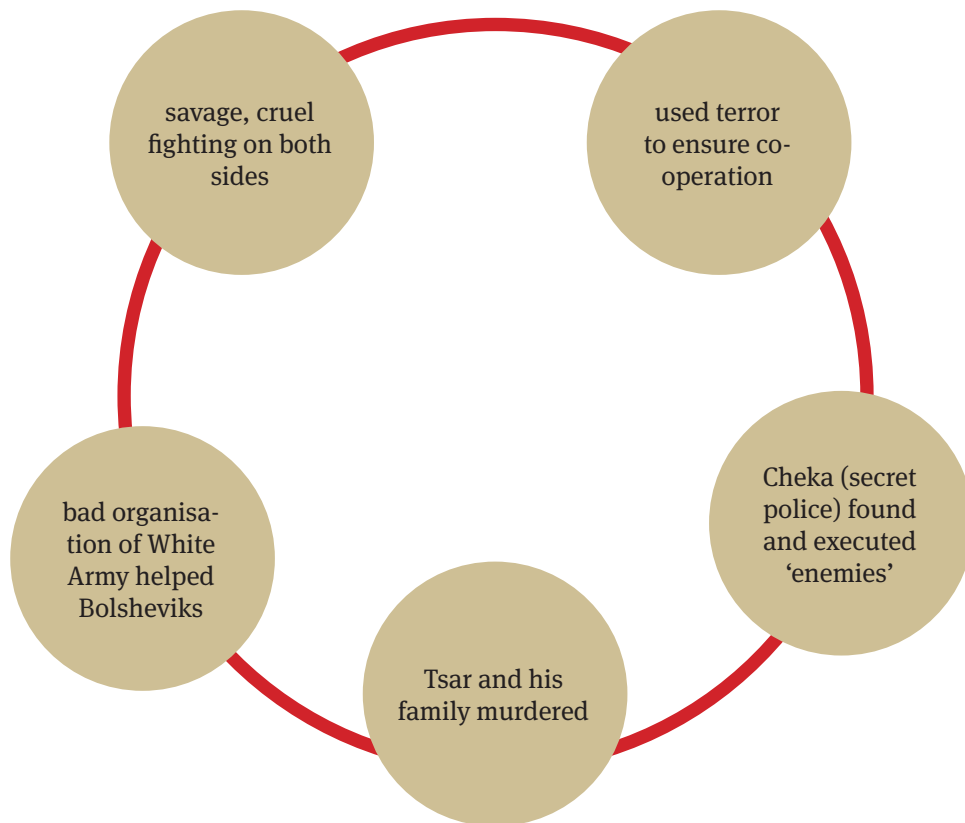 savage, cruel
fighting on both
sides
used terror
to ensure co-
operation
Cheka (secret
police) found
and executed
‘enemies’
Tsar and his
family murdered
bad organisa-
tion of White
Army helped
Bolsheviks